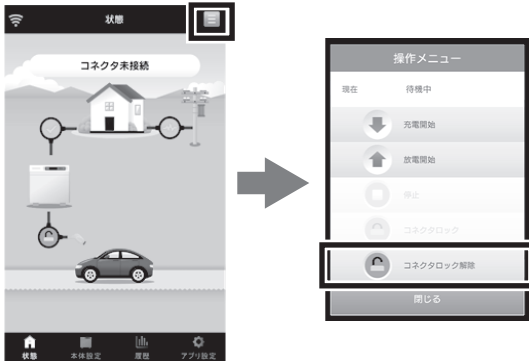 状態
コネクタ未接続
状態
本体設定
履歴
アプリ設定
操作メニュー
現在 待機中
充電開始
放電開始
停止
コネクタロック
コネクタロック解除
閉じる